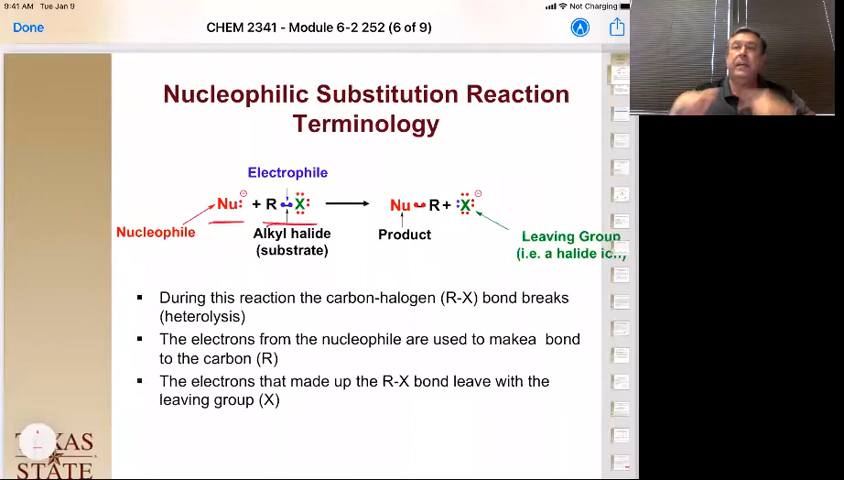 9:41 AM Tue Jan 9
Not Charging
Done
CHEM 2341 - Module 6-2 252 (6 of 9)
Nucleophilic Substitution Reaction
Terminology
Electrophile
Nu:⊖ + R X: → Nu R + :X:⊖
Nucleophile
Alkyl halide
(substrate)
Product
Leaving Group
(i.e. a halide ion)
▪ During this reaction the carbon-halogen (R-X) bond breaks
(heterolysis)
▪ The electrons from the nucleophile are used to makea bond
to the carbon (R)
▪ The electrons that made up the R-X bond leave with the
leaving group (X)
TEXAS
STATE